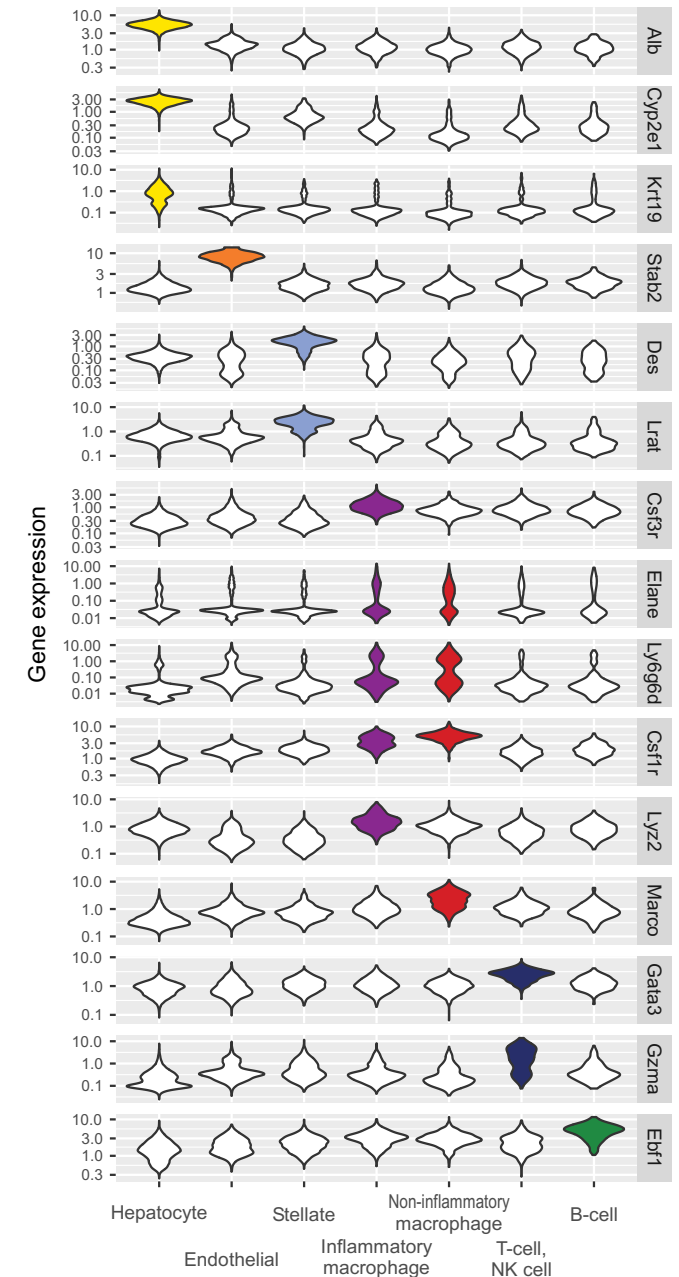 Gene expression
10.0
3.0
1.0
0.3
Alb
3.00
1.00
0.30
0.10
0.03
Cyp2e1
10.0
1.0
0.1
Krt19
10
3
1
Stab2
3.00
1.00
0.30
0.10
0.03
Des
10.0
1.0
0.1
Lrat
3.00
1.00
0.30
0.10
0.03
Csf3r
10.00
1.00
0.10
0.01
Elane
10.00
1.00
0.10
0.01
Ly6g6d
10.0
3.0
1.0
0.3
Csf1r
10.0
1.0
0.1
Lyz2
10.0
1.0
0.1
Marco
10.0
1.0
0.1
Gata3
10.0
1.0
0.1
Gzma
10.0
3.0
1.0
0.3
Ebf1
Hepatocyte
Endothelial
Stellate
Inflammatory
macrophage
Non-inflammatory
macrophage
T-cell,
NK cell
B-cell